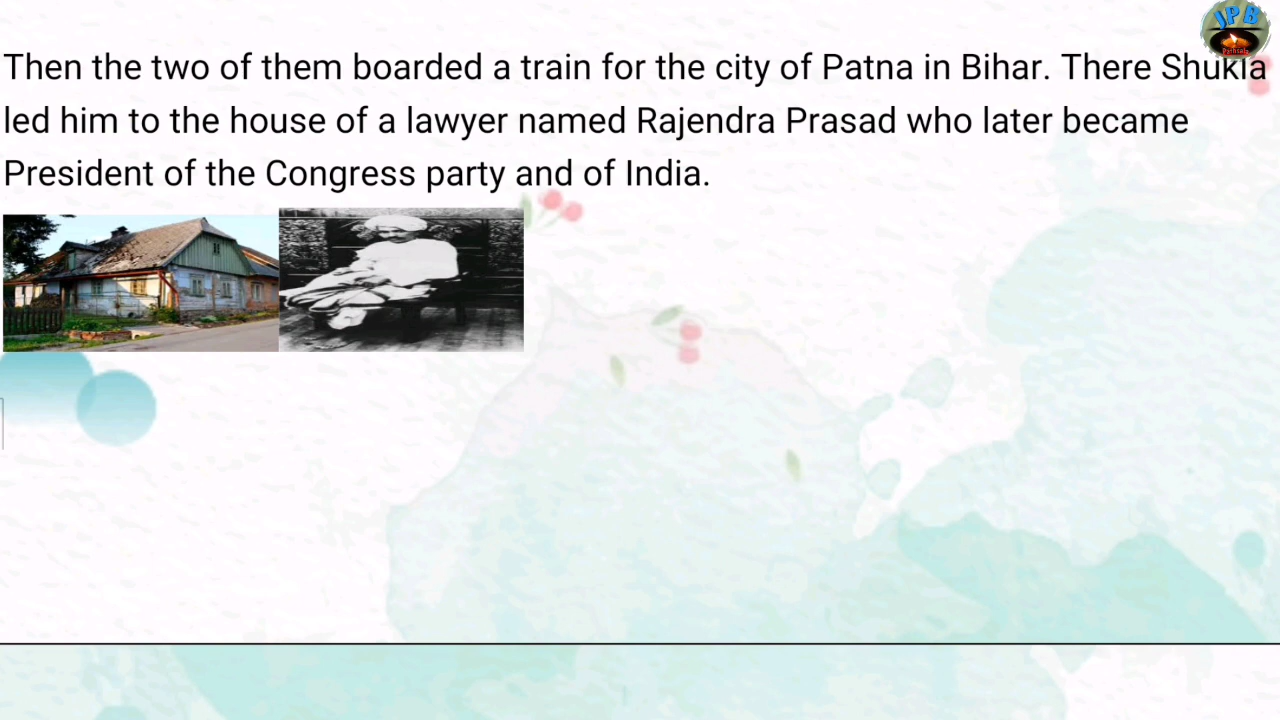 JPB
Pathsala
Then the two of them boarded a train for the city of Patna in Bihar. There Shukla
led him to the house of a lawyer named Rajendra Prasad who later became
President of the Congress party and of India.